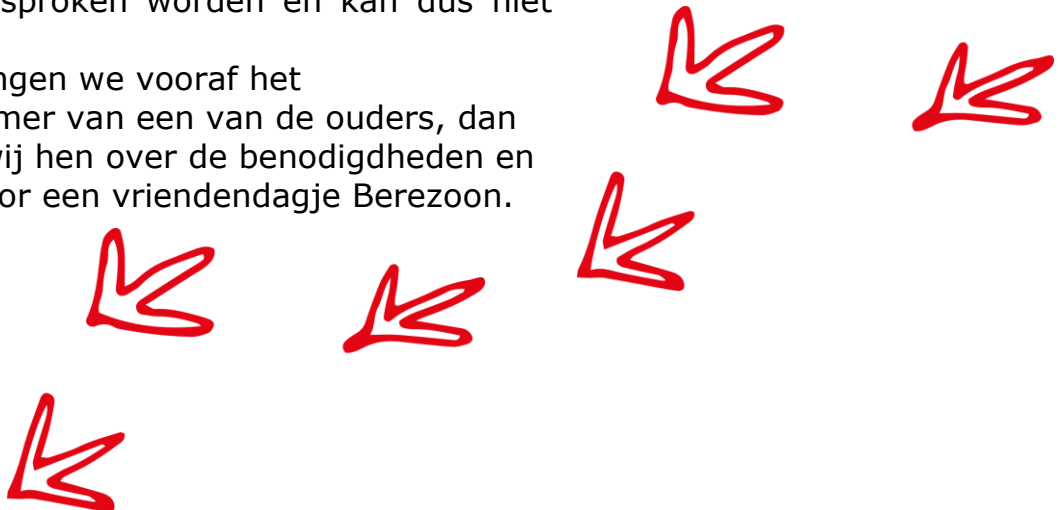 sproken worden en kan dus niet
ngen we vooraf het
mer van een van de ouders, dan
wij hen over de benodigdheden en
or een vriendendagje Berezoon.